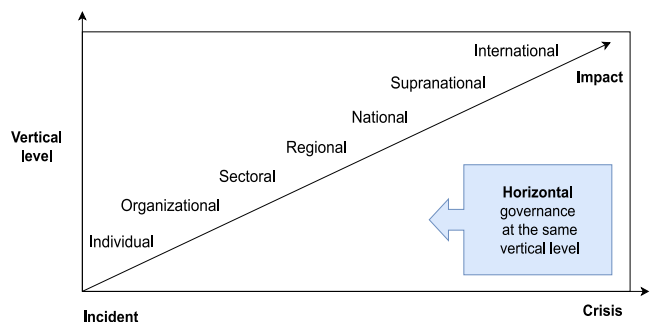 International
Supranational
Impact
National
Vertical
level
Regional
Sectoral
Horizontal
governance
at the same
vertical level
Organizational
Individual
Incident
Crisis